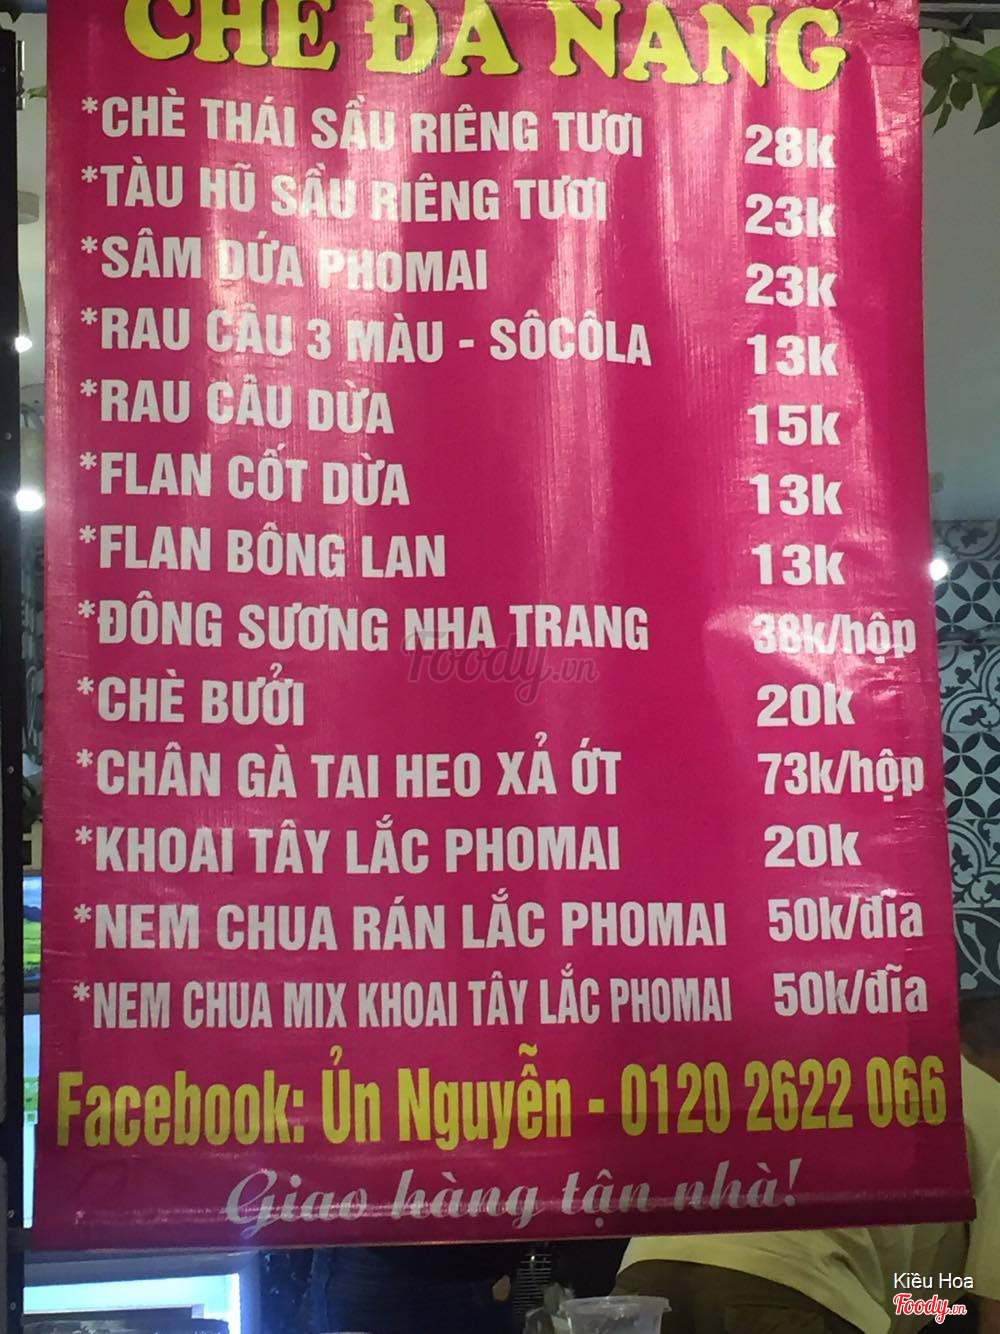 CHÈ ĐÀ NẴNG
*CHÈ THÁI SẦU RIÊNG TƯƠI 28k
*TÀU HŨ SẦU RIÊNG TƯƠI 23k
*SÂM DỨA PHOMAI 23k
*RAU CÂU 3 MÀU - SÔCÔLA 13k
*RAU CÂU DỪA 15k
*FLAN CỐT DỪA 13k
*FLAN BÔNG LAN 13k
*ĐÔNG SƯƠNG NHA TRANG 38k/hộp
Foody.vn
*CHÈ BƯỞI 20k
*CHÂN GÀ TAI HEO XẢ ỚT 73k/hộp
*KHOAI TÂY LẮC PHOMAI 20k
*NEM CHUA RÁN LẮC PHOMAI 50k/đĩa
*NEM CHUA MIX KHOAI TÂY LẮC PHOMAI 50k/đĩa
Facebook: Ủn Nguyễn - 0120 2622 066
Giao hàng tận nhà!
Kiều Hoa
Foody.vn